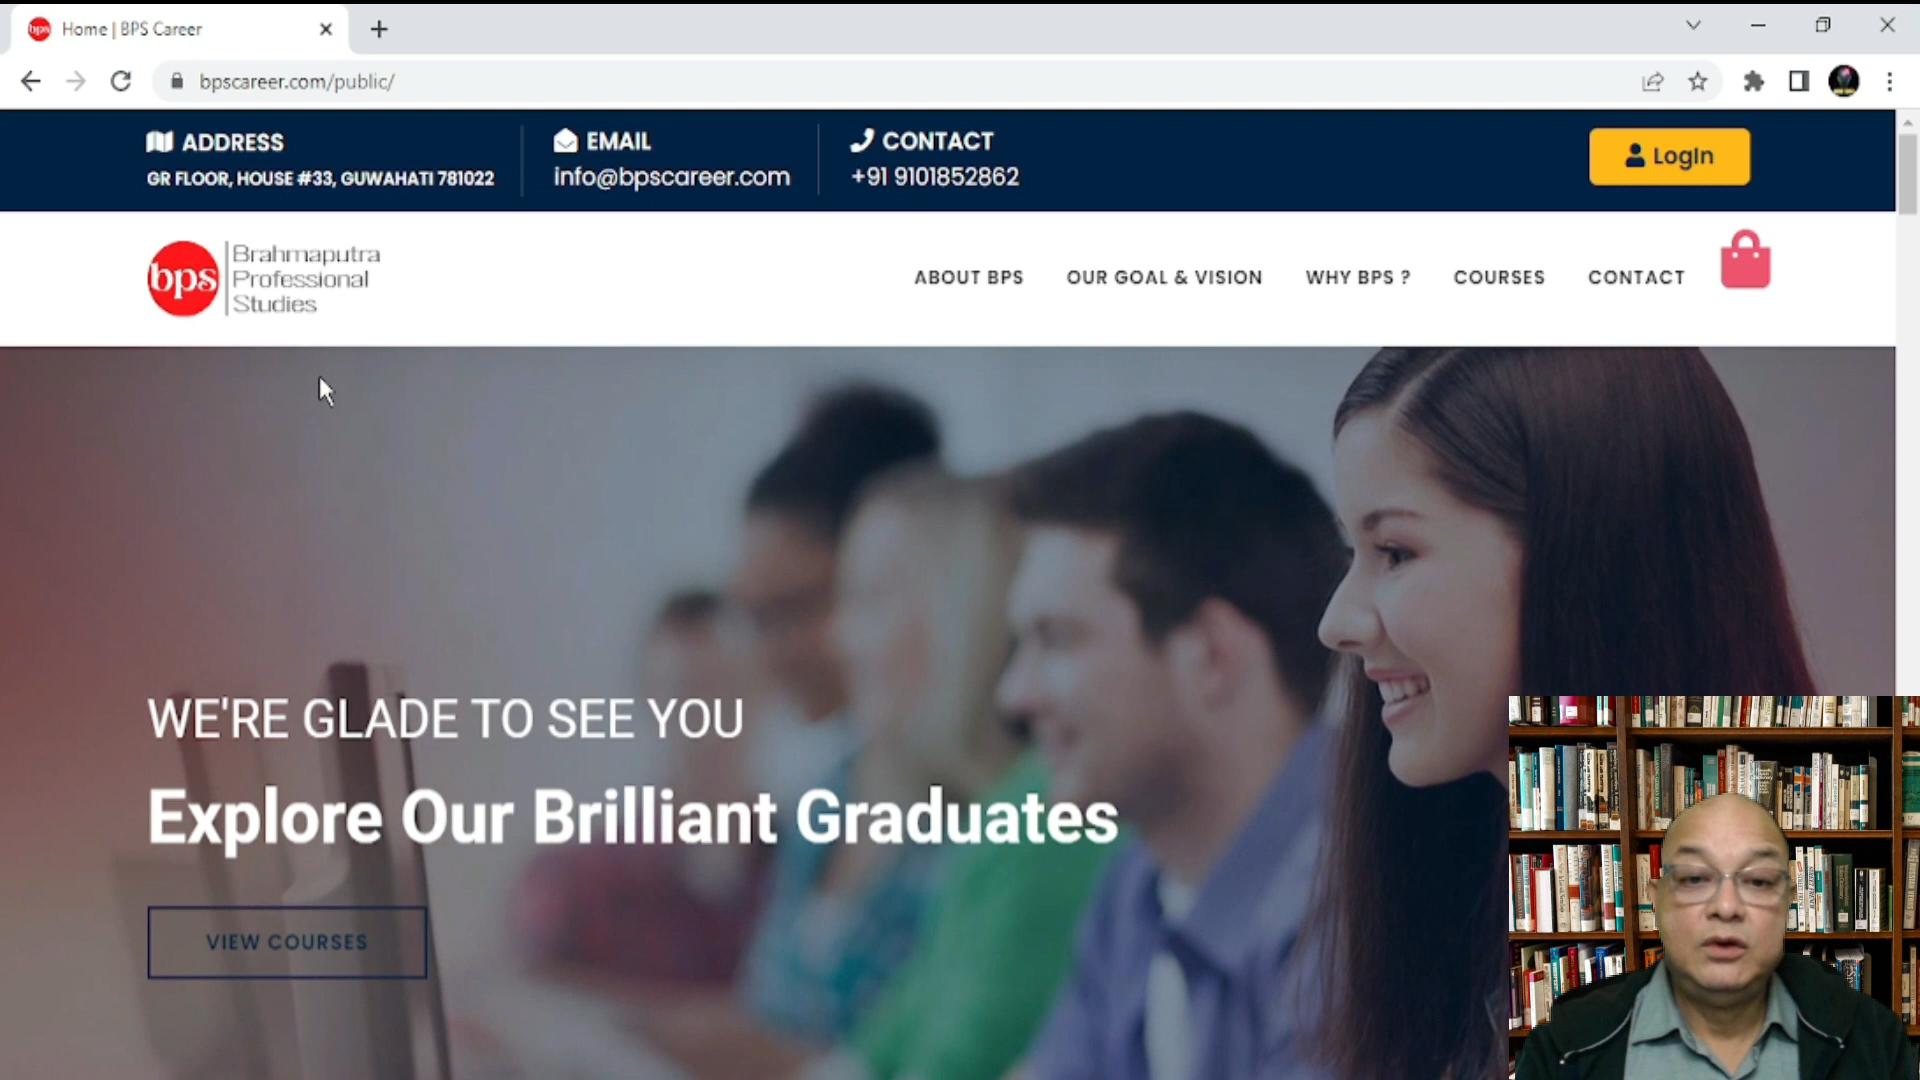 Home | BPS Career
bpscareer.com/public/
ADDRESS
GR FLOOR, HOUSE #33, GUWAHATI 781022
EMAIL
info@bpscareer.com
CONTACT
+91 9101852862
LogIn
bps
Brahmaputra
Professional
Studies
ABOUT BPS
OUR GOAL & VISION
WHY BPS ?
COURSES
CONTACT
WE'RE GLADE TO SEE YOU
Explore Our Brilliant Graduates
VIEW COURSES